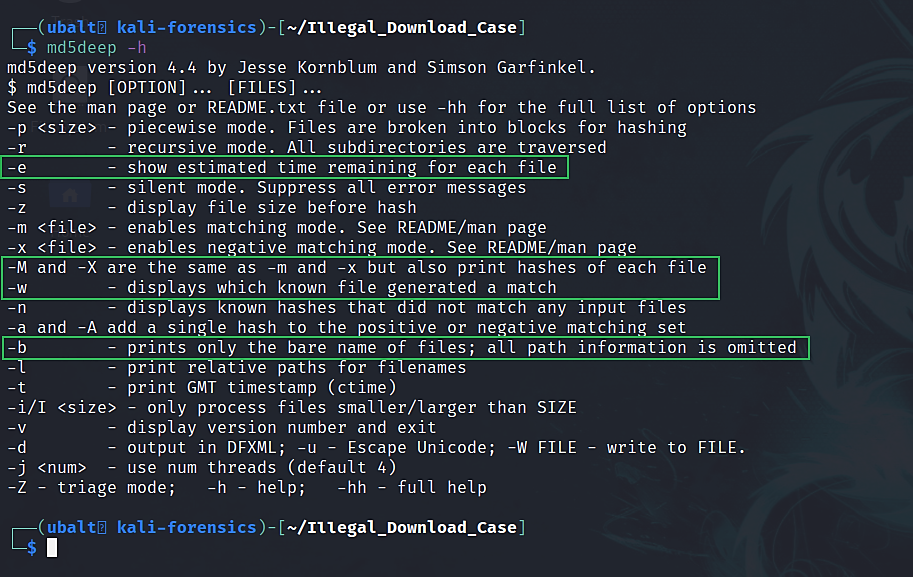 ┌──(ubalt㉿ kali-forensics)-[~/Illegal_Download_Case]
└─$ md5deep -h
md5deep version 4.4 by Jesse Kornblum and Simson Garfinkel.
$ md5deep [OPTION]... [FILES]...
See the man page or README.txt file or use -hh for the full list of options
-p <size> - piecewise mode. Files are broken into blocks for hashing
-r        - recursive mode. All subdirectories are traversed
-e        - show estimated time remaining for each file
-s        - silent mode. Suppress all error messages
-z        - display file size before hash
-m <file> - enables matching mode. See README/man page
-x <file> - enables negative matching mode. See README/man page
-M and -X are the same as -m and -x but also print hashes of each file
-w        - displays which known file generated a match
-n        - displays known hashes that did not match any input files
-a and -A add a single hash to the positive or negative matching set
-b        - prints only the bare name of files; all path information is omitted
-l        - print relative paths for filenames
-t        - print GMT timestamp (ctime)
-i/I <size> - only process files smaller/larger than SIZE
-v        - display version number and exit
-d        - output in DFXML; -u - Escape Unicode; -W FILE - write to FILE.
-j <num>  - use num threads (default 4)
-Z - triage mode;   -h - help;   -hh - full help
┌──(ubalt㉿ kali-forensics)-[~/Illegal_Download_Case]
└─$